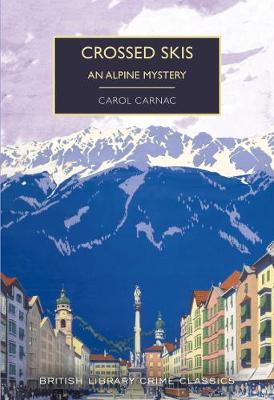 CROSSED SKIS
AN ALPINE MYSTERY
CAROL CARNAC
BRITISH LIBRARY CRIME CLASSICS